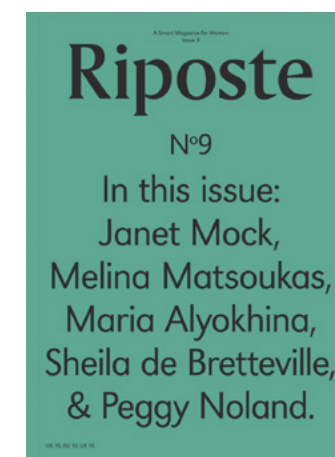 A Smart Magazine for Women
Issue 9
Riposte
Nº9
In this issue:
Janet Mock,
Melina Matsoukas,
Maria Alyokhina,
Sheila de Bretteville,
& Peggy Noland.